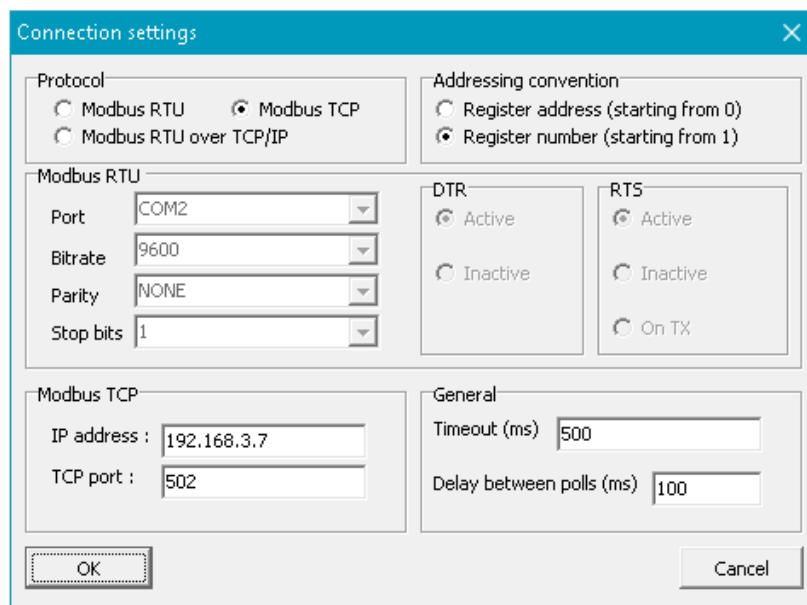 Connection settings
Protocol
Modbus RTU
Modbus TCP
Modbus RTU over TCP/IP
Addressing convention
Register address (starting from 0)
Register number (starting from 1)
Modbus RTU
Port
COM2
Bitrate
9600
Parity
NONE
Stop bits
1
DTR
Active
Inactive
RTS
Active
Inactive
On TX
Modbus TCP
IP address :
192.168.3.7
TCP port :
502
General
Timeout (ms)
500
Delay between polls (ms)
100
OK
Cancel